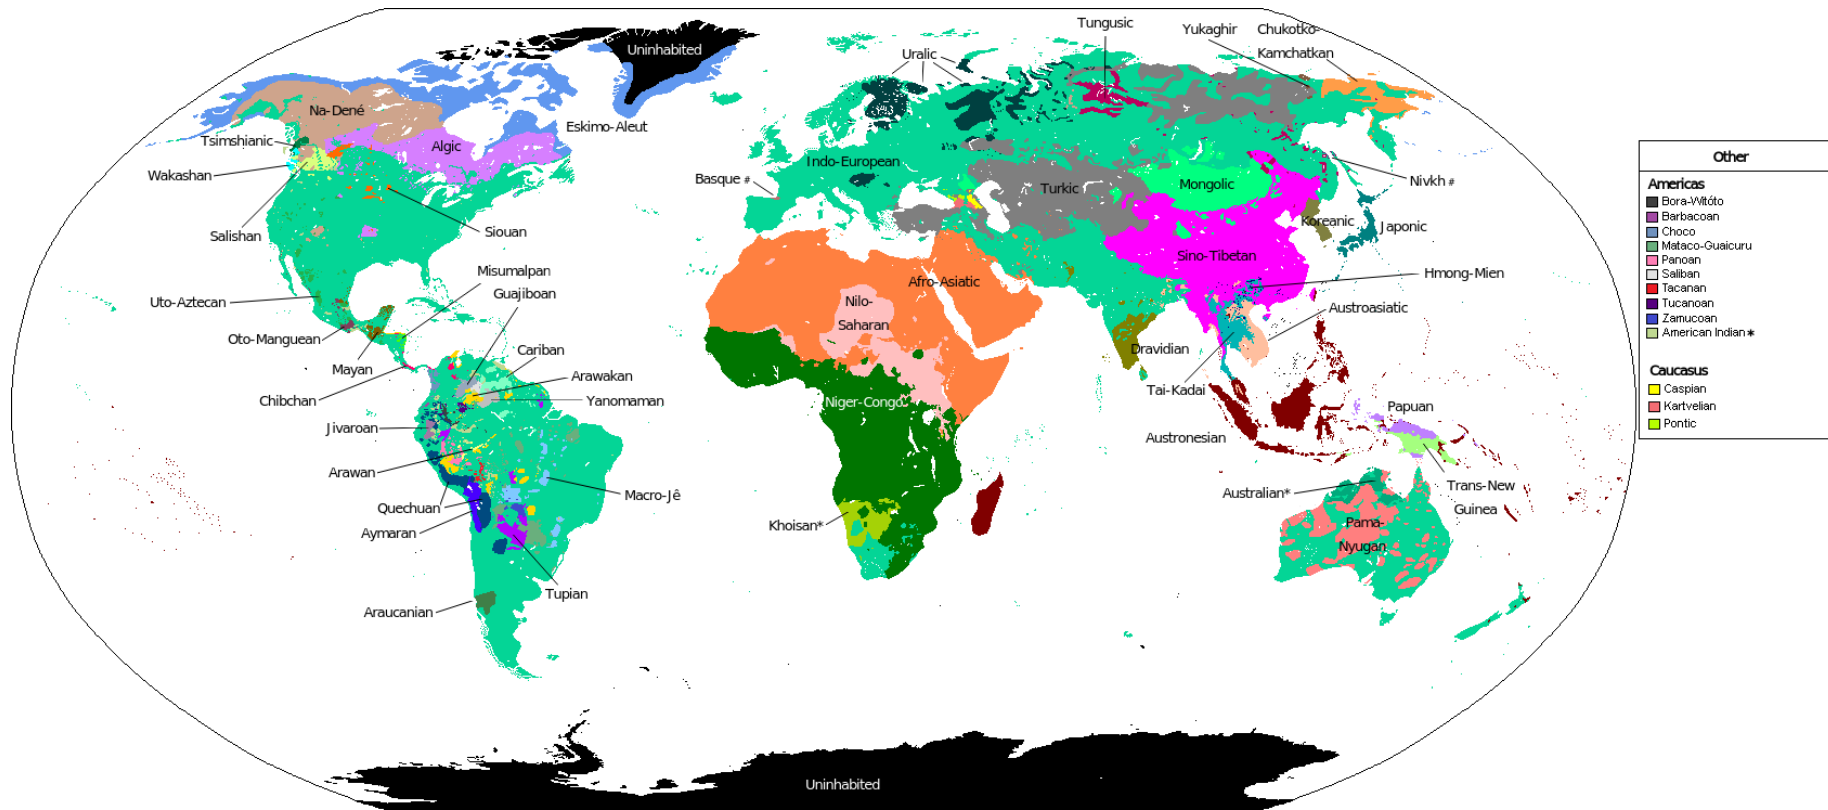 Uninhabited
Tungusic
Yukaghir
Chukotko-
Kamchatkan
Uralic
Na-Dené
Eskimo-Aleut
Tsimshianic
Algic
Wakashan
Salishan
Siouan
Basque #
Indo-European
Turkic
Mongolic
Nivkh #
Koreanic
Japonic
Sino-Tibetan
Hmong-Mien
Misumalpan
Guajiboan
Uto-Aztecan
Oto-Manguean
Mayan
Chibchan
Cariban
Arawakan
Yanomaman
Jivaroan
Arawan
Quechuan
Aymaran
Macro-Jê
Tupian
Araucanian
Afro-Asiatic
Nilo-
Saharan
Niger-Congo
Khoisan*
Dravidian
Tai-Kadai
Austroasiatic
Austronesian
Papuan
Trans-New
Guinea
Australian*
Pama-
Nyugan
Uninhabited
Other
Americas
Bora-Witóto
Barbacoan
Choco
Mataco-Guaicuru
Panoan
Saliban
Tacanan
Tucanoan
Zamucoan
American Indian*
Caucasus
Caspian
Kartvelian
Pontic